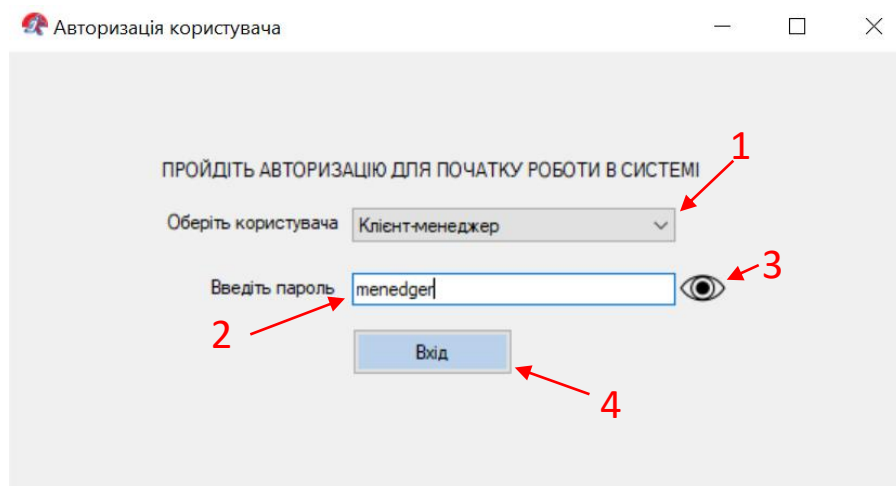 Авторизація користувача
1
ПРОЙДІТЬ АВТОРИЗАЦІЮ ДЛЯ ПОЧАТКУ РОБОТИ В СИСТЕМІ
Оберіть користувача Клієнт-менеджер
3
Введіть пароль menedger
2
Вхід
4